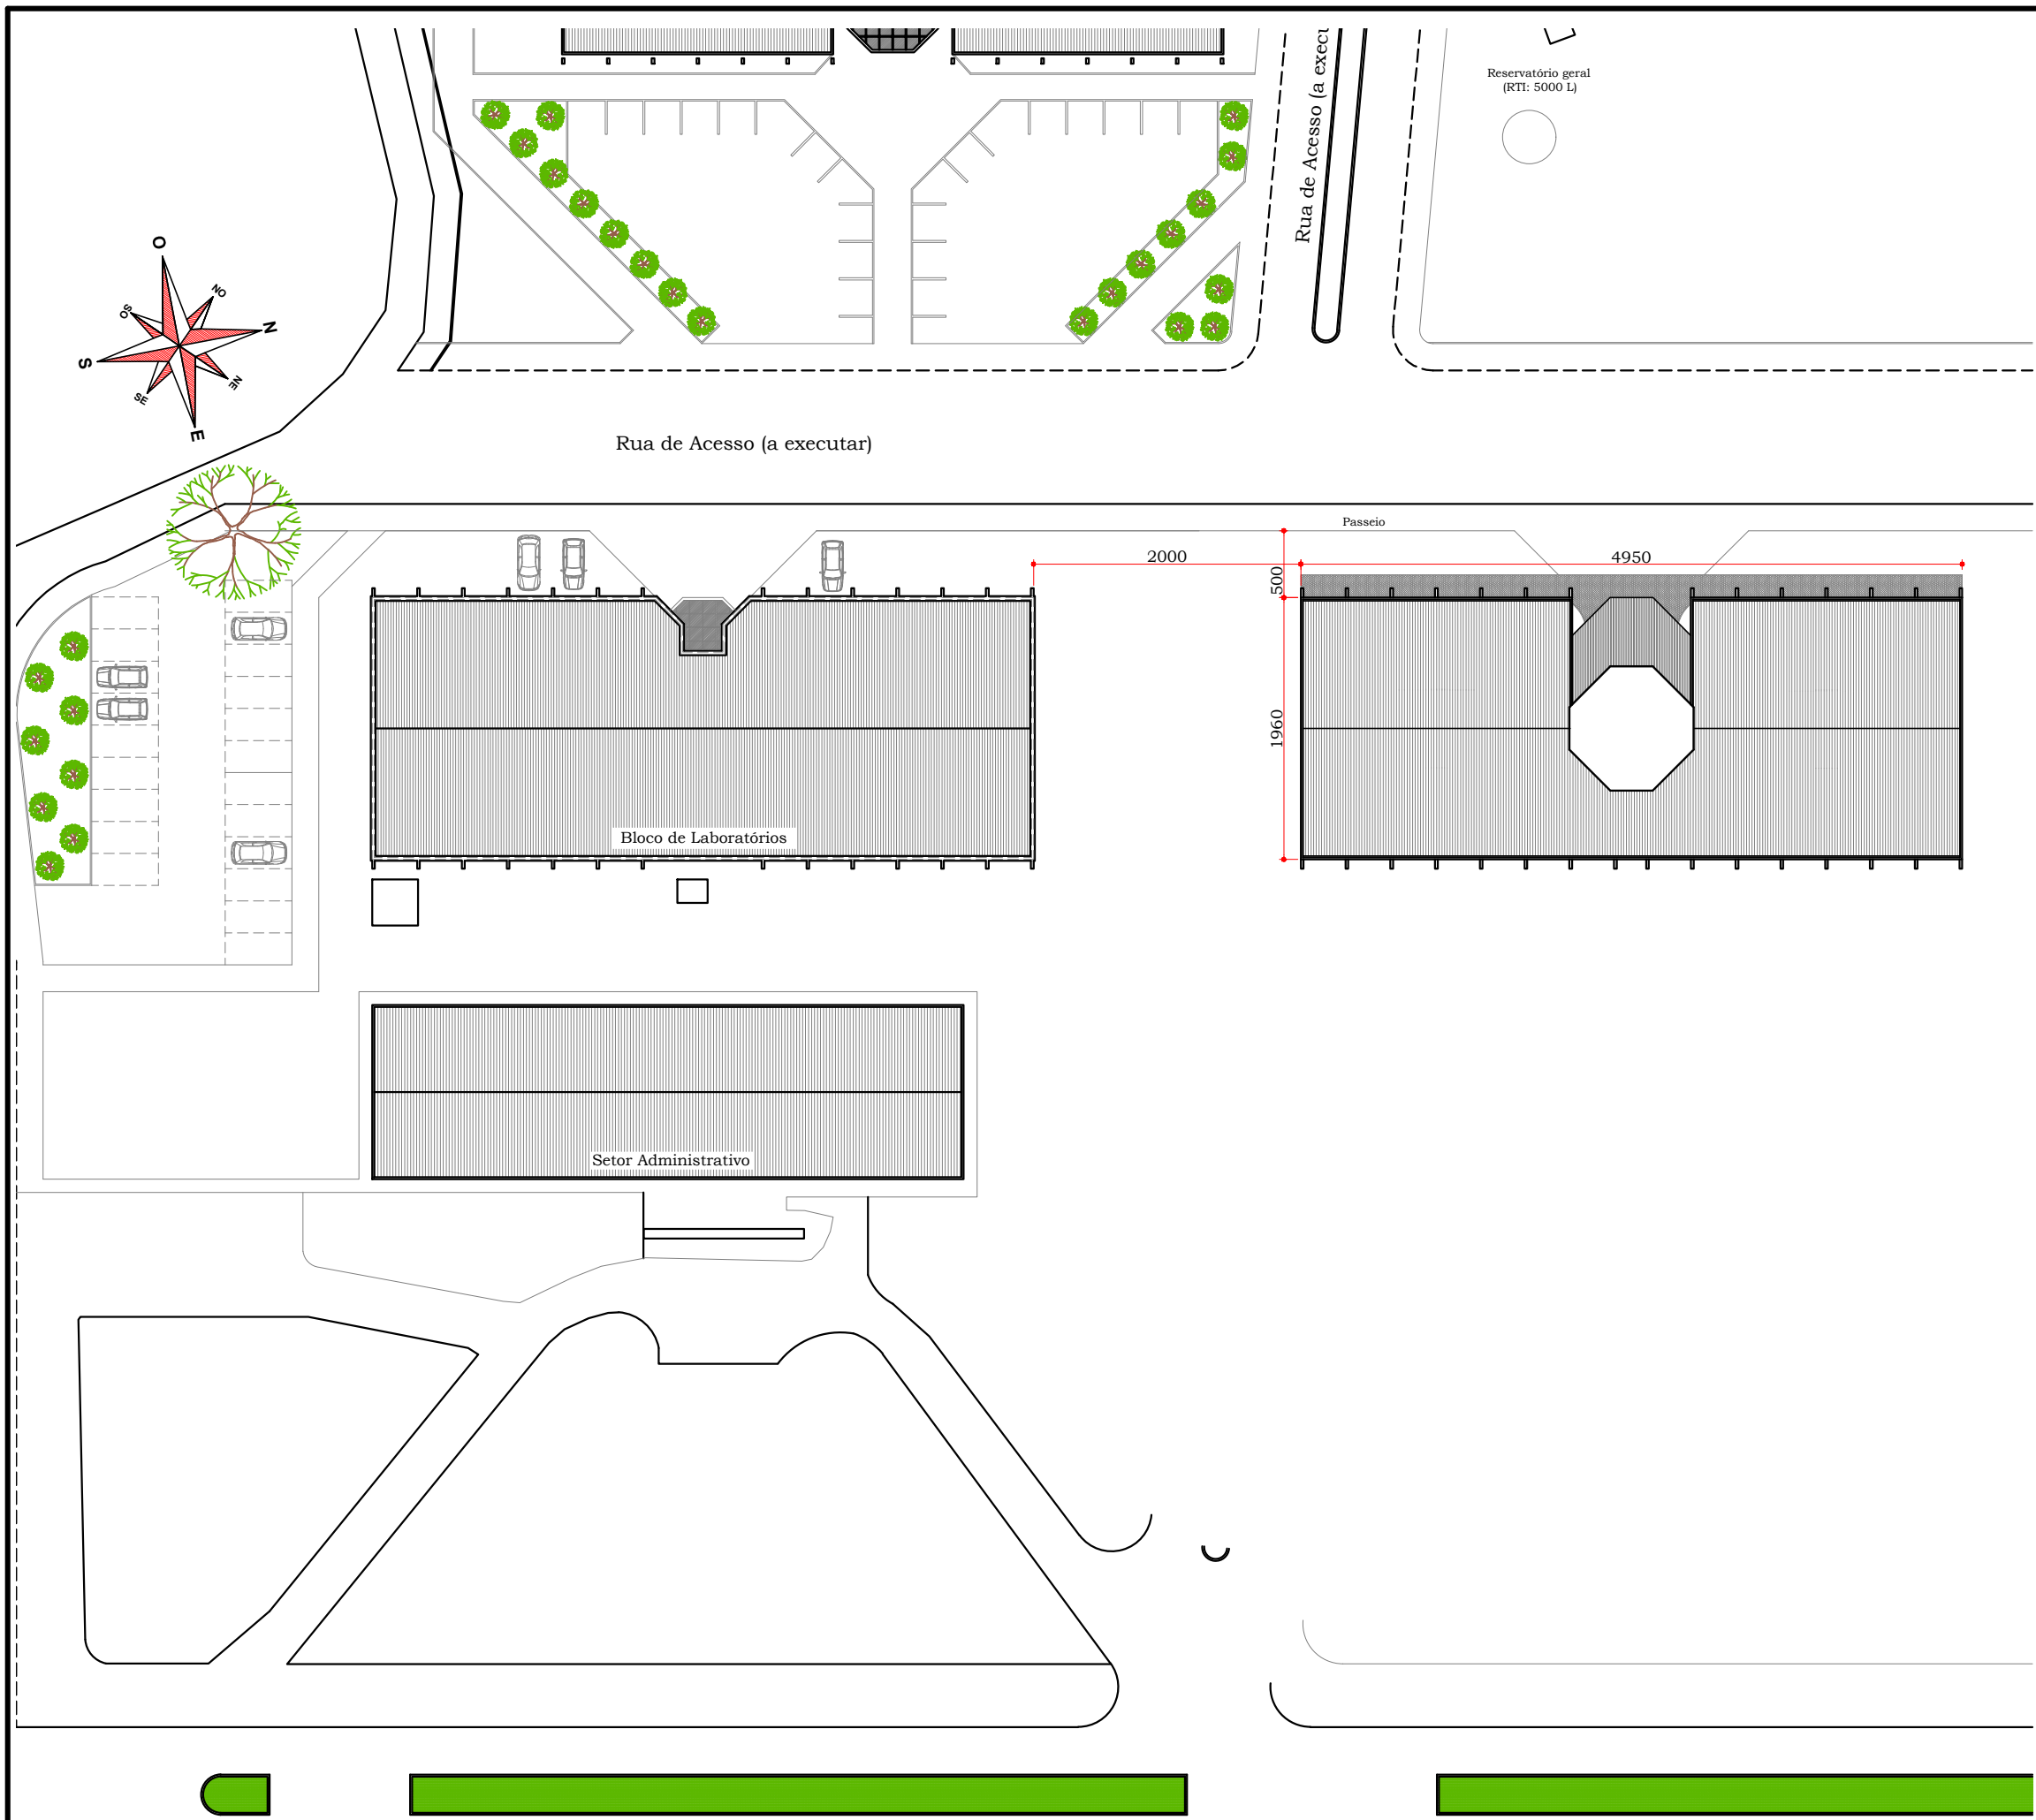 Rua de Acesso (a execu
Reservatório geral
(RTI: 5000 L)
O
NO
SO
N
S
NE
SE
E
Rua de Acesso (a executar)
Passeio
2000
4950
500
1960
Bloco de Laboratórios
Setor Administrativo